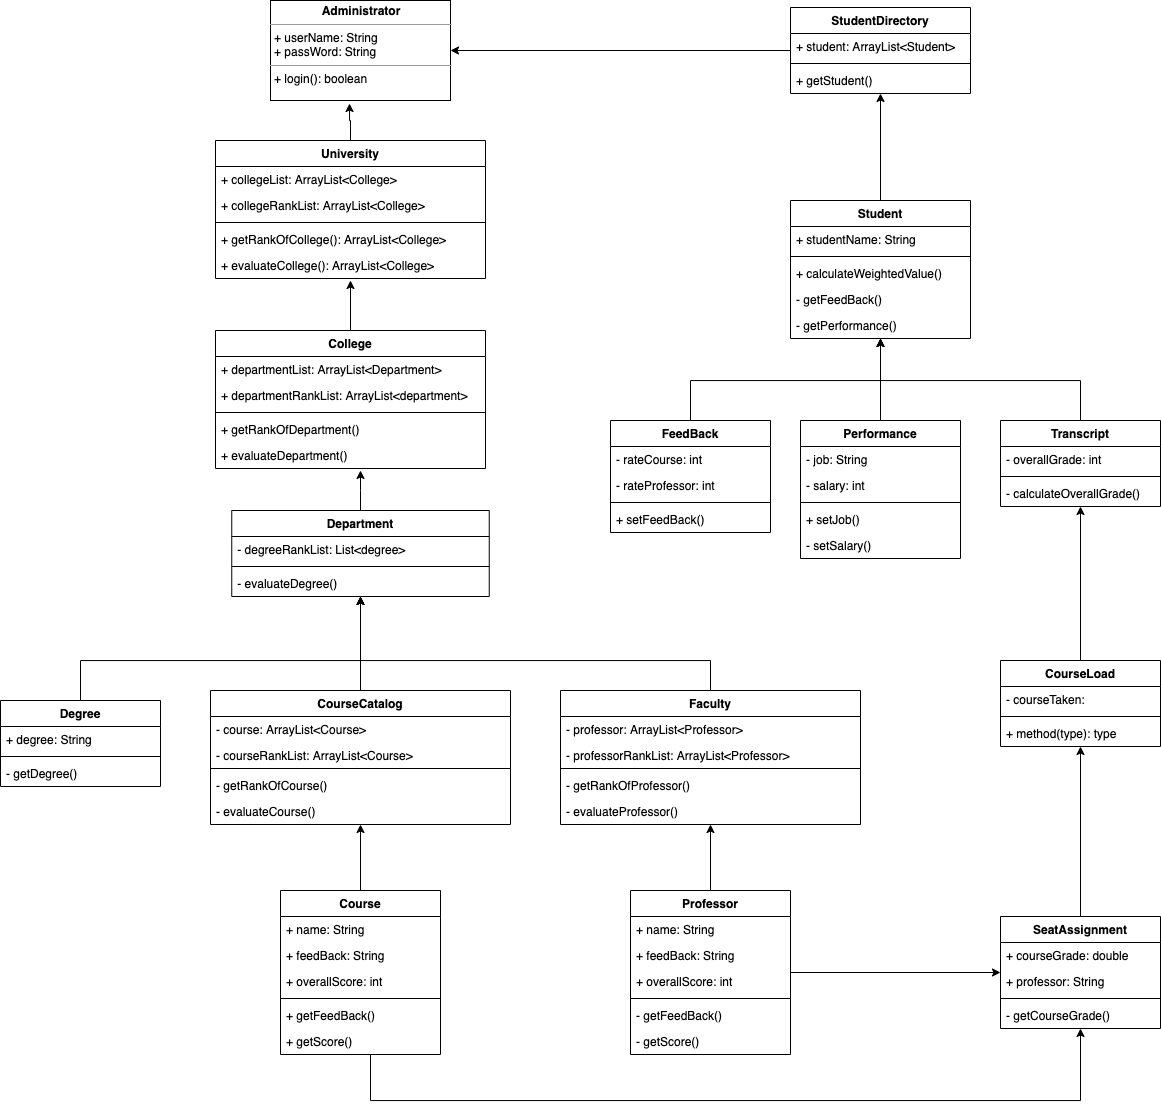 Administrator
+ userName: String
+ passWord: String
+ login(): boolean
StudentDirectory
+ student: ArrayList<Student>
+ getStudent()
University
+ collegeList: ArrayList<College>
+ collegeRankList: ArrayList<College>
+ getRankOfCollege(): ArrayList<College>
+ evaluateCollege(): ArrayList<College>
Student
+ studentName: String
+ calculateWeightedValue()
- getFeedBack()
- getPerformance()
College
+ departmentList: ArrayList<Department>
+ departmentRankList: ArrayList<department>
+ getRankOfDepartment()
+ evaluateDepartment()
FeedBack
- rateCourse: int
- rateProfessor: int
+ setFeedBack()
Performance
- job: String
- salary: int
+ setJob()
- setSalary()
Transcript
- overallGrade: int
- calculateOverallGrade()
Department
- degreeRankList: List<degree>
- evaluateDegree()
Degree
+ degree: String
- getDegree()
CourseCatalog
- course: ArrayList<Course>
- courseRankList: ArrayList<Course>
- getRankOfCourse()
- evaluateCourse()
Faculty
- professor: ArrayList<Professor>
- professorRankList: ArrayList<Professor>
- getRankOfProfessor()
- evaluateProfessor()
CourseLoad
- courseTaken:
+ method(type): type
Course
+ name: String
+ feedBack: String
+ overallScore: int
+ getFeedBack()
+ getScore()
Professor
+ name: String
+ feedBack: String
+ overallScore: int
- getFeedBack()
- getScore()
SeatAssignment
+ courseGrade: double
+ professor: String
- getCourseGrade()